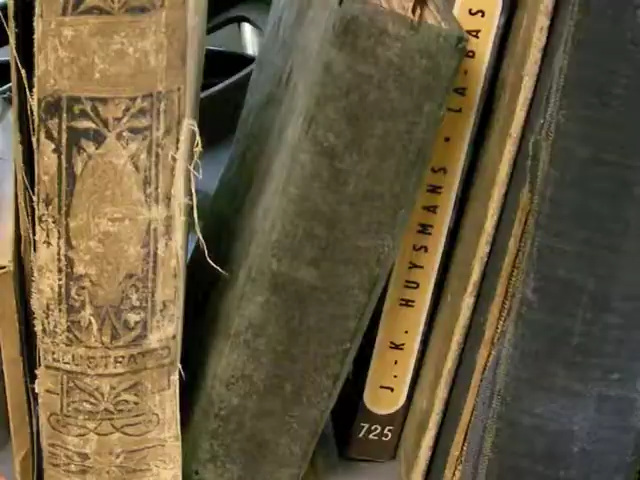 ILLUSTRATED
J.-K. HUYSMANS • LA-BAS
725